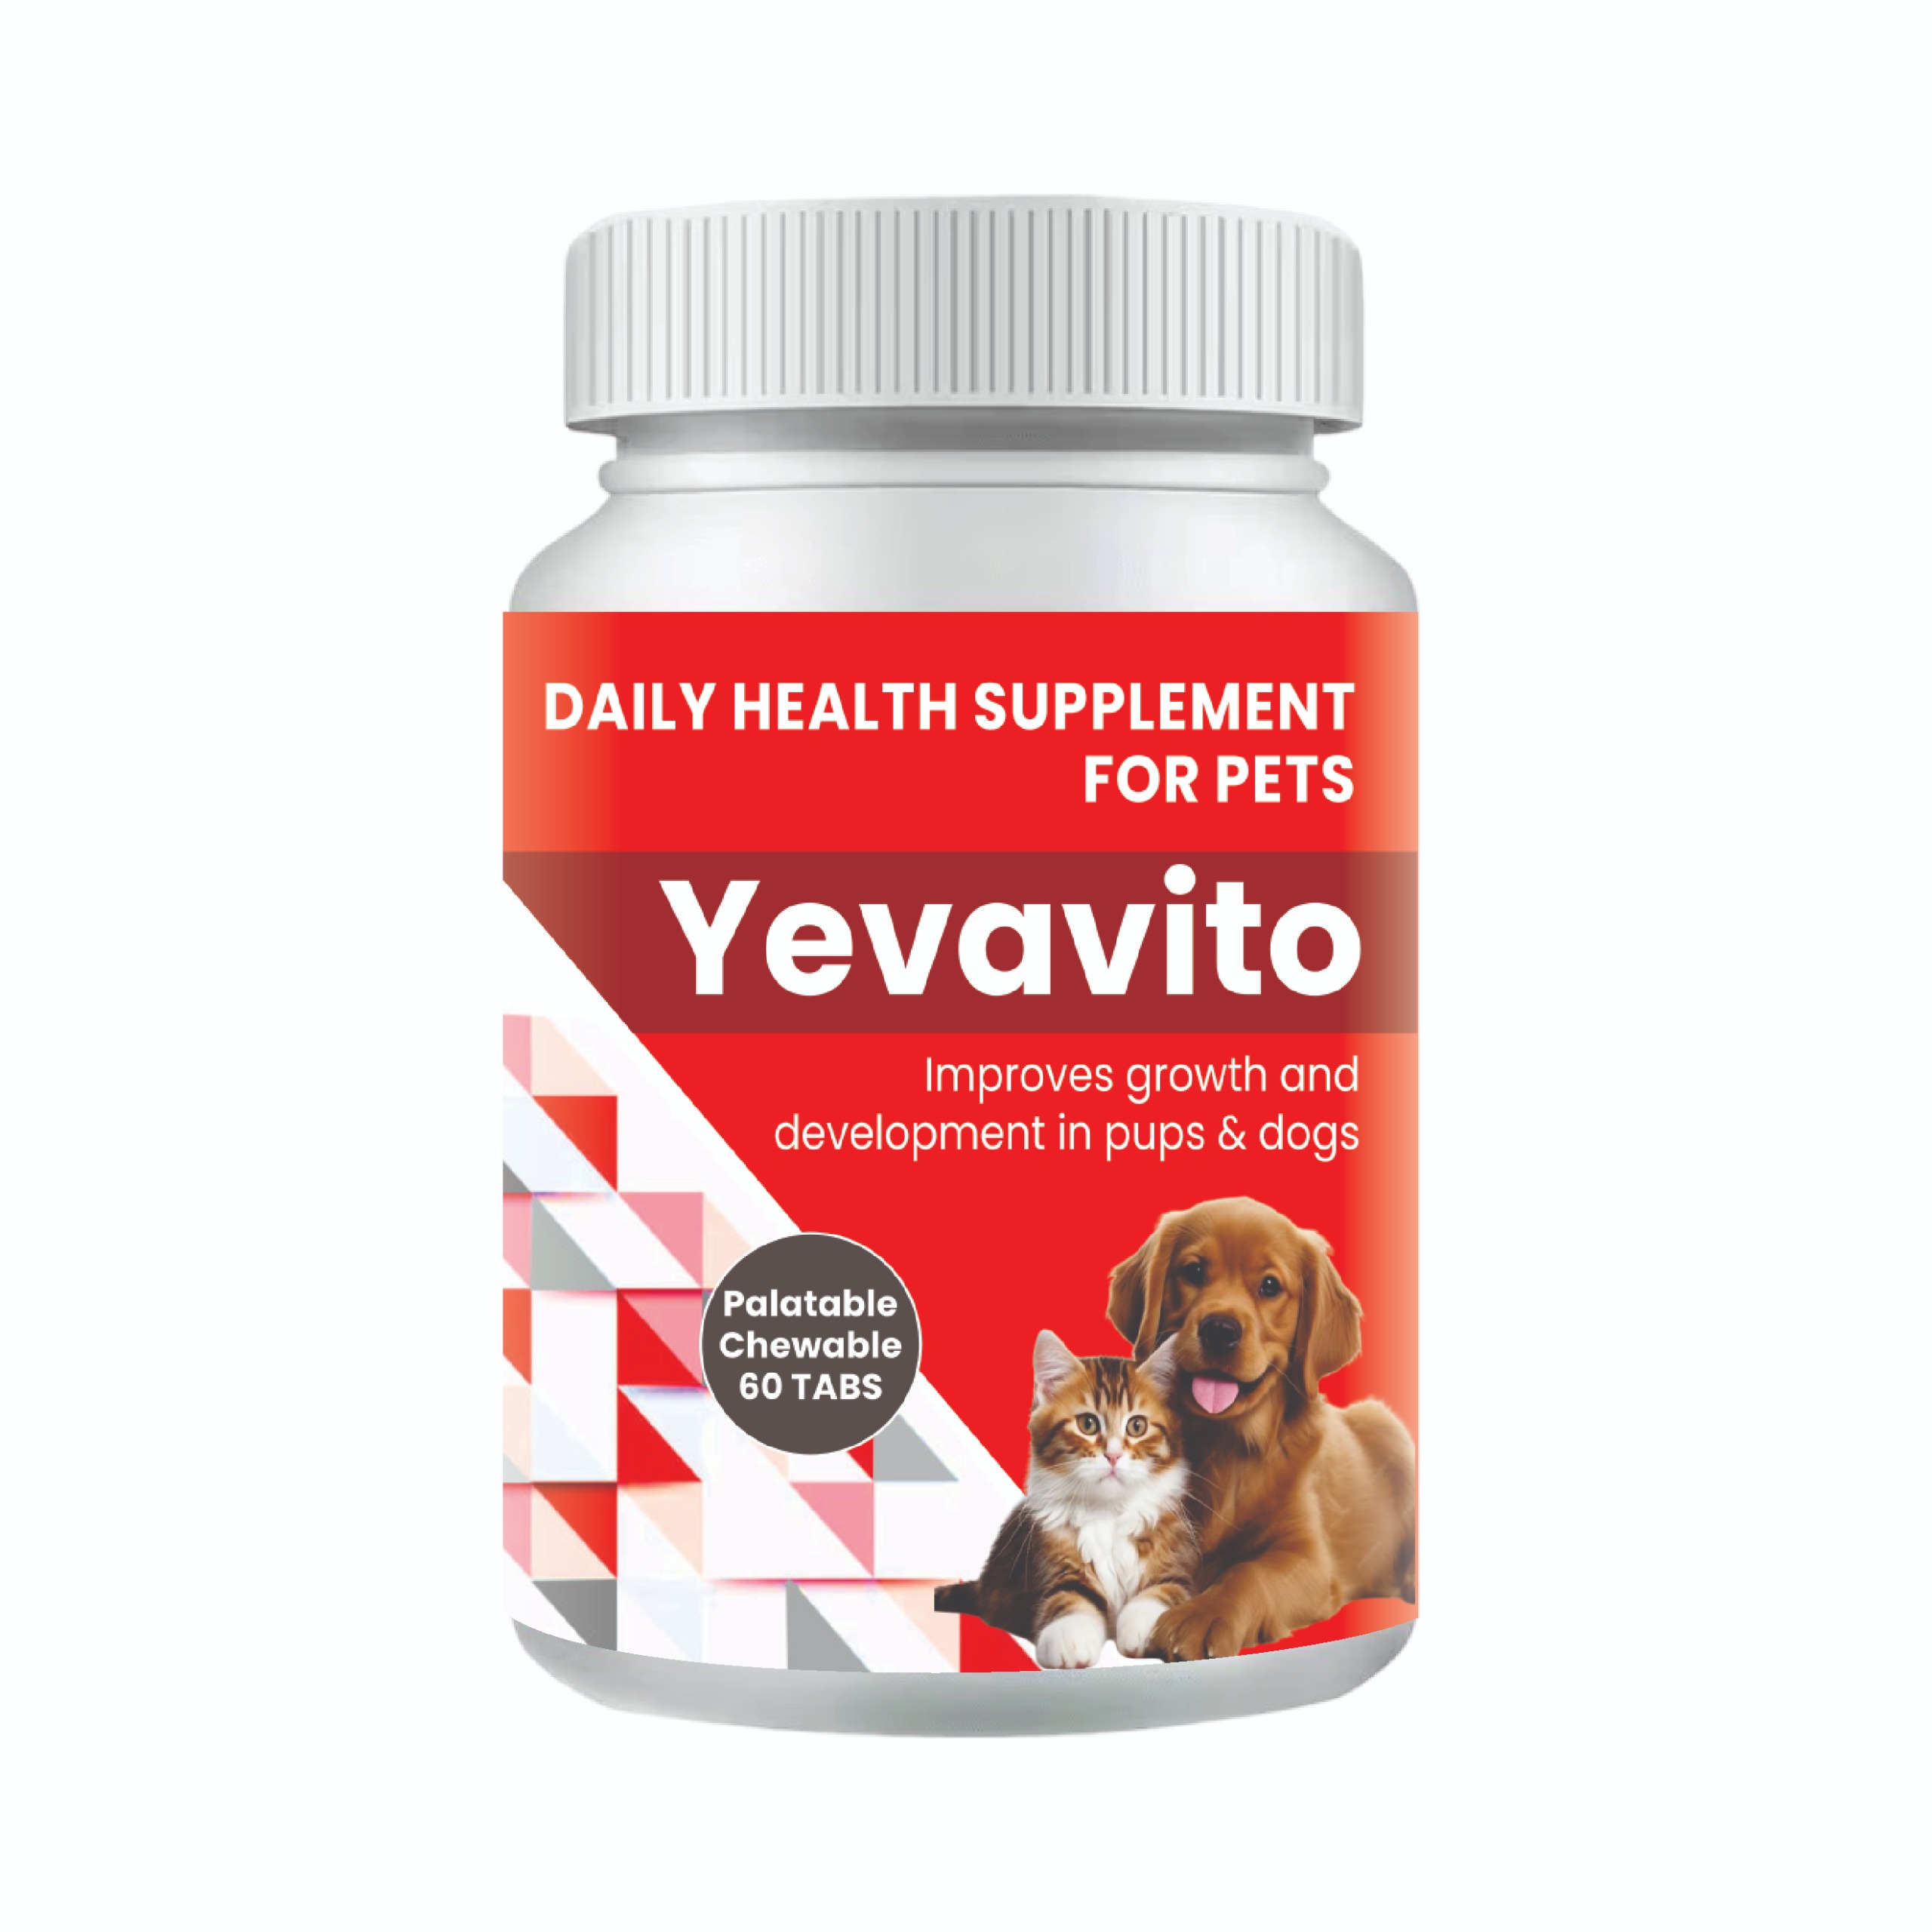 DAILY HEALTH SUPPLEMENT
FOR PETS
Yevavito
Improves growth and
development in pups & dogs
Palatable
Chewable
60 TABS